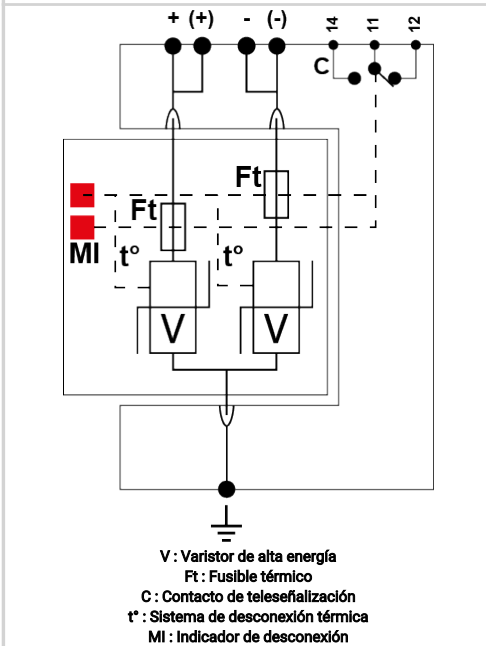 + (+) - (-) 14 11 12
C
Ft
Ft
MI t° t°
V V
V : Varistor de alta energía
Ft : Fusible térmico
C : Contacto de teleseñalización
t° : Sistema de desconexión térmica
MI : Indicador de desconexión